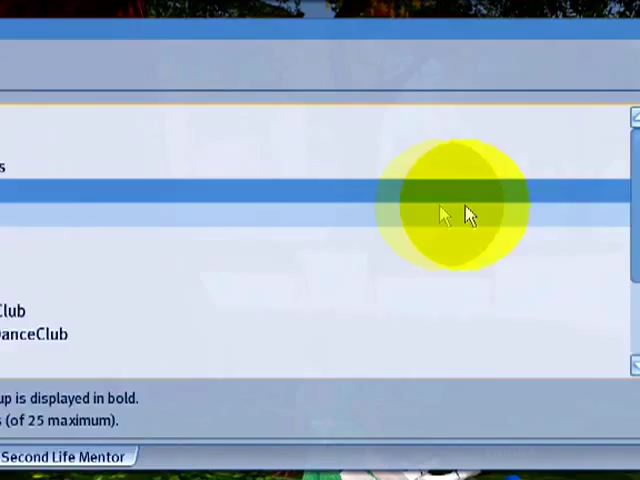 s
Club
DanceClub
up is displayed in bold.
s (of 25 maximum).
Second Life Mentor